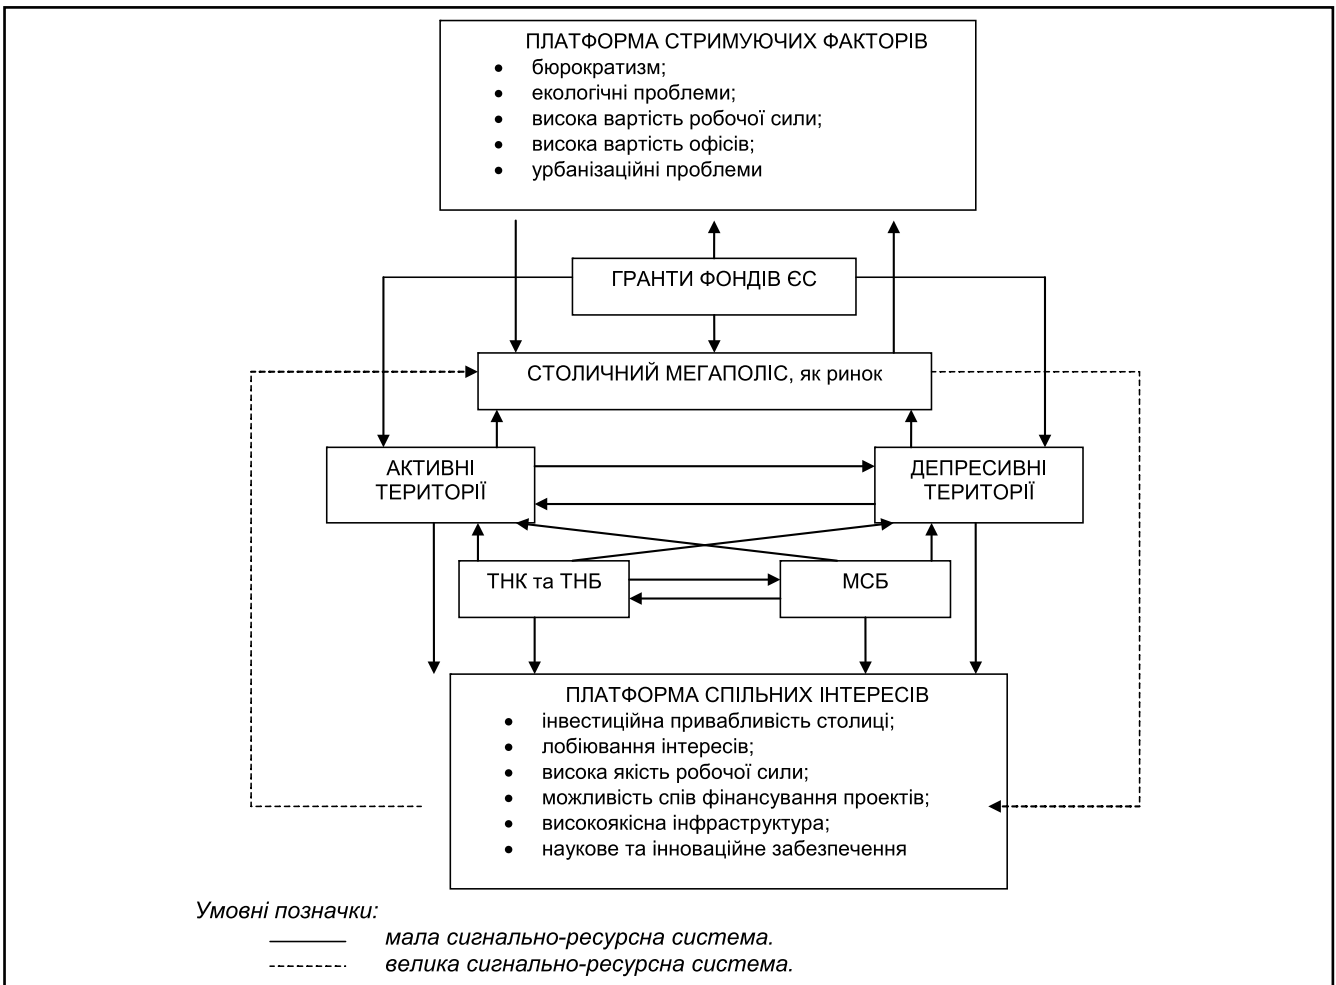 ПЛАТФОРМА СТРИМУЮЧИХ ФАКТОРІВ
• бюрократизм;
• екологічні проблеми;
• висока вартість робочої сили;
• висока вартість офісів;
• урбанізаційні проблеми
ГРАНТИ ФОНДІВ ЄС
СТОЛИЧНИЙ МЕГАПОЛІС, як ринок
АКТИВНІ
ТЕРИТОРІЇ
ДЕПРЕСИВНІ
ТЕРИТОРІЇ
ТНК та ТНБ
МСБ
ПЛАТФОРМА СПІЛЬНИХ ІНТЕРЕСІВ
• інвестиційна привабливість столиці;
• лобіювання інтересів;
• висока якість робочої сили;
• можливість спів фінансування проектів;
• високоякісна інфраструктура;
• наукове та інноваційне забезпечення
Умовні позначки:
мала сигнально-ресурсна система.
велика сигнально-ресурсна система.